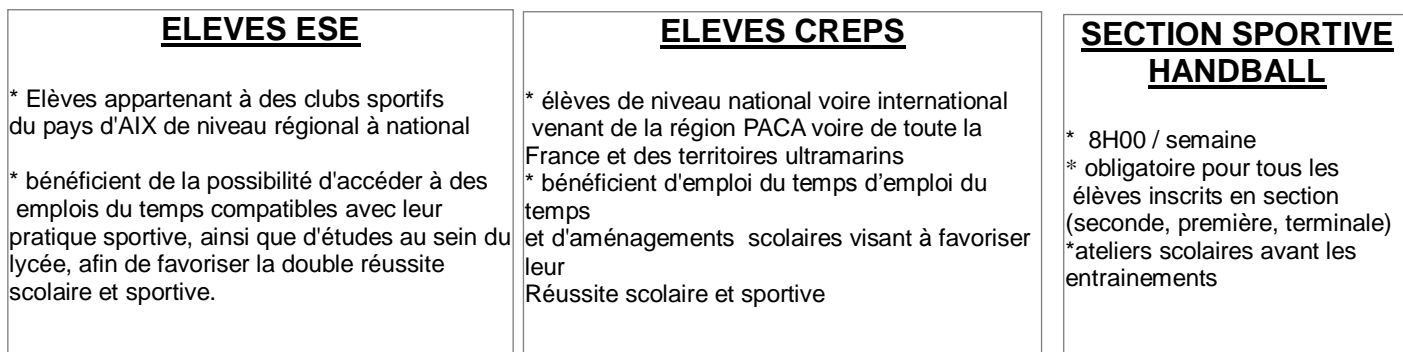 ELEVES ESE
* Elèves appartenant à des clubs sportifs
du pays d'AIX de niveau régional à national
* bénéficient de la possibilité d'accéder à des
emplois du temps compatibles avec leur
pratique sportive, ainsi que d'études au sein du
lycée, afin de favoriser la double réussite
scolaire et sportive.
ELEVES CREPS
* élèves de niveau national voire international
venant de la région PACA voire de toute la
France et des territoires ultramarins
* bénéficient d'emploi du temps d’emploi du
temps
et d'aménagements scolaires visant à favoriser
leur
Réussite scolaire et sportive
SECTION SPORTIVE
HANDBALL
* 8H00 / semaine
* obligatoire pour tous les
élèves inscrits en section
(seconde, première, terminale)
*ateliers scolaires avant les
entrainements